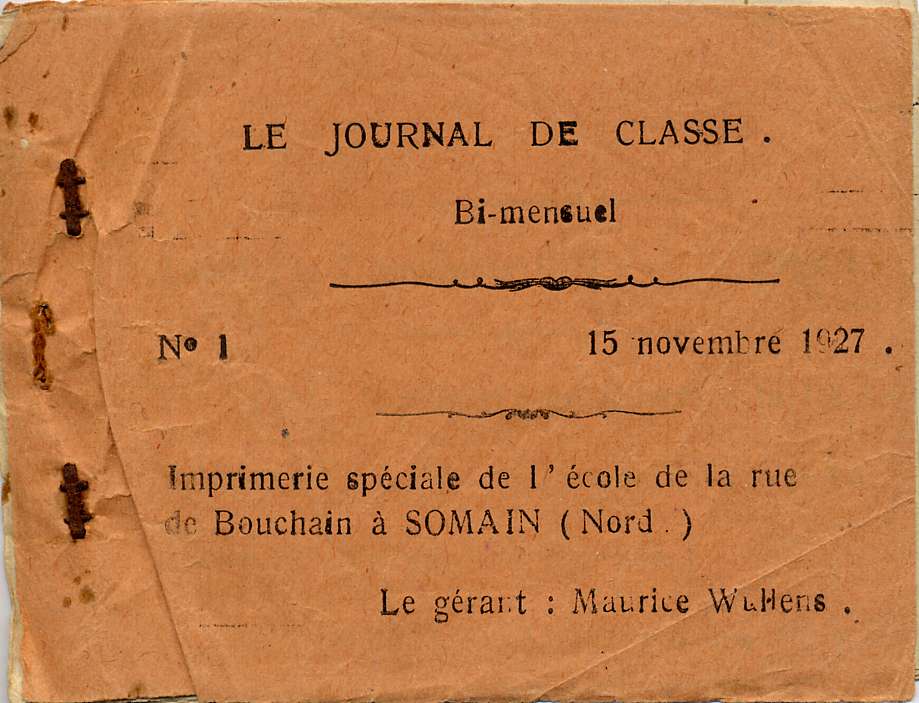 LE JOURNAL DE CLASSE .
Bi-mensuel
N° 1
15 novembre 1927 .
Imprimerie spéciale de l'école de la rue
de Bouchain à SOMAIN ( Nord . )
Le gérant : Maurice Wullens .